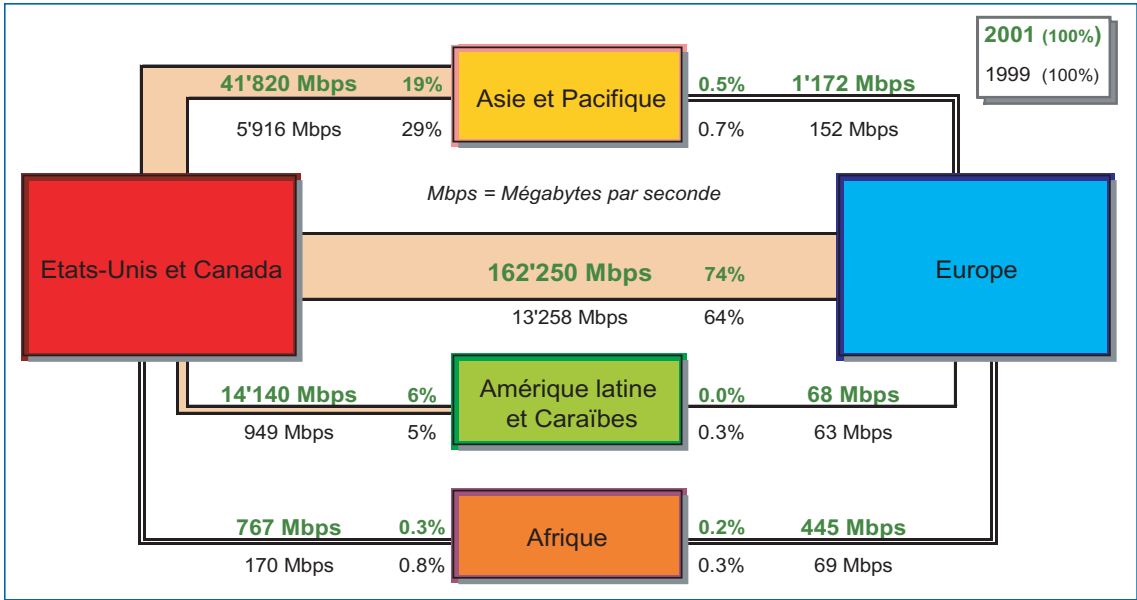 2001 (100%)
1999 (100%)
41'820 Mbps 19%
5'916 Mbps 29%
Asie et Pacifique
0.5% 1'172 Mbps
0.7% 152 Mbps
Mbps = Mégabytes par seconde
Etats-Unis et Canada
162'250 Mbps 74%
13'258 Mbps 64%
Europe
14'140 Mbps 6%
949 Mbps 5%
Amérique latine
et Caraïbes
0.0% 68 Mbps
0.3% 63 Mbps
767 Mbps 0.3%
170 Mbps 0.8%
Afrique
0.2% 445 Mbps
0.3% 69 Mbps